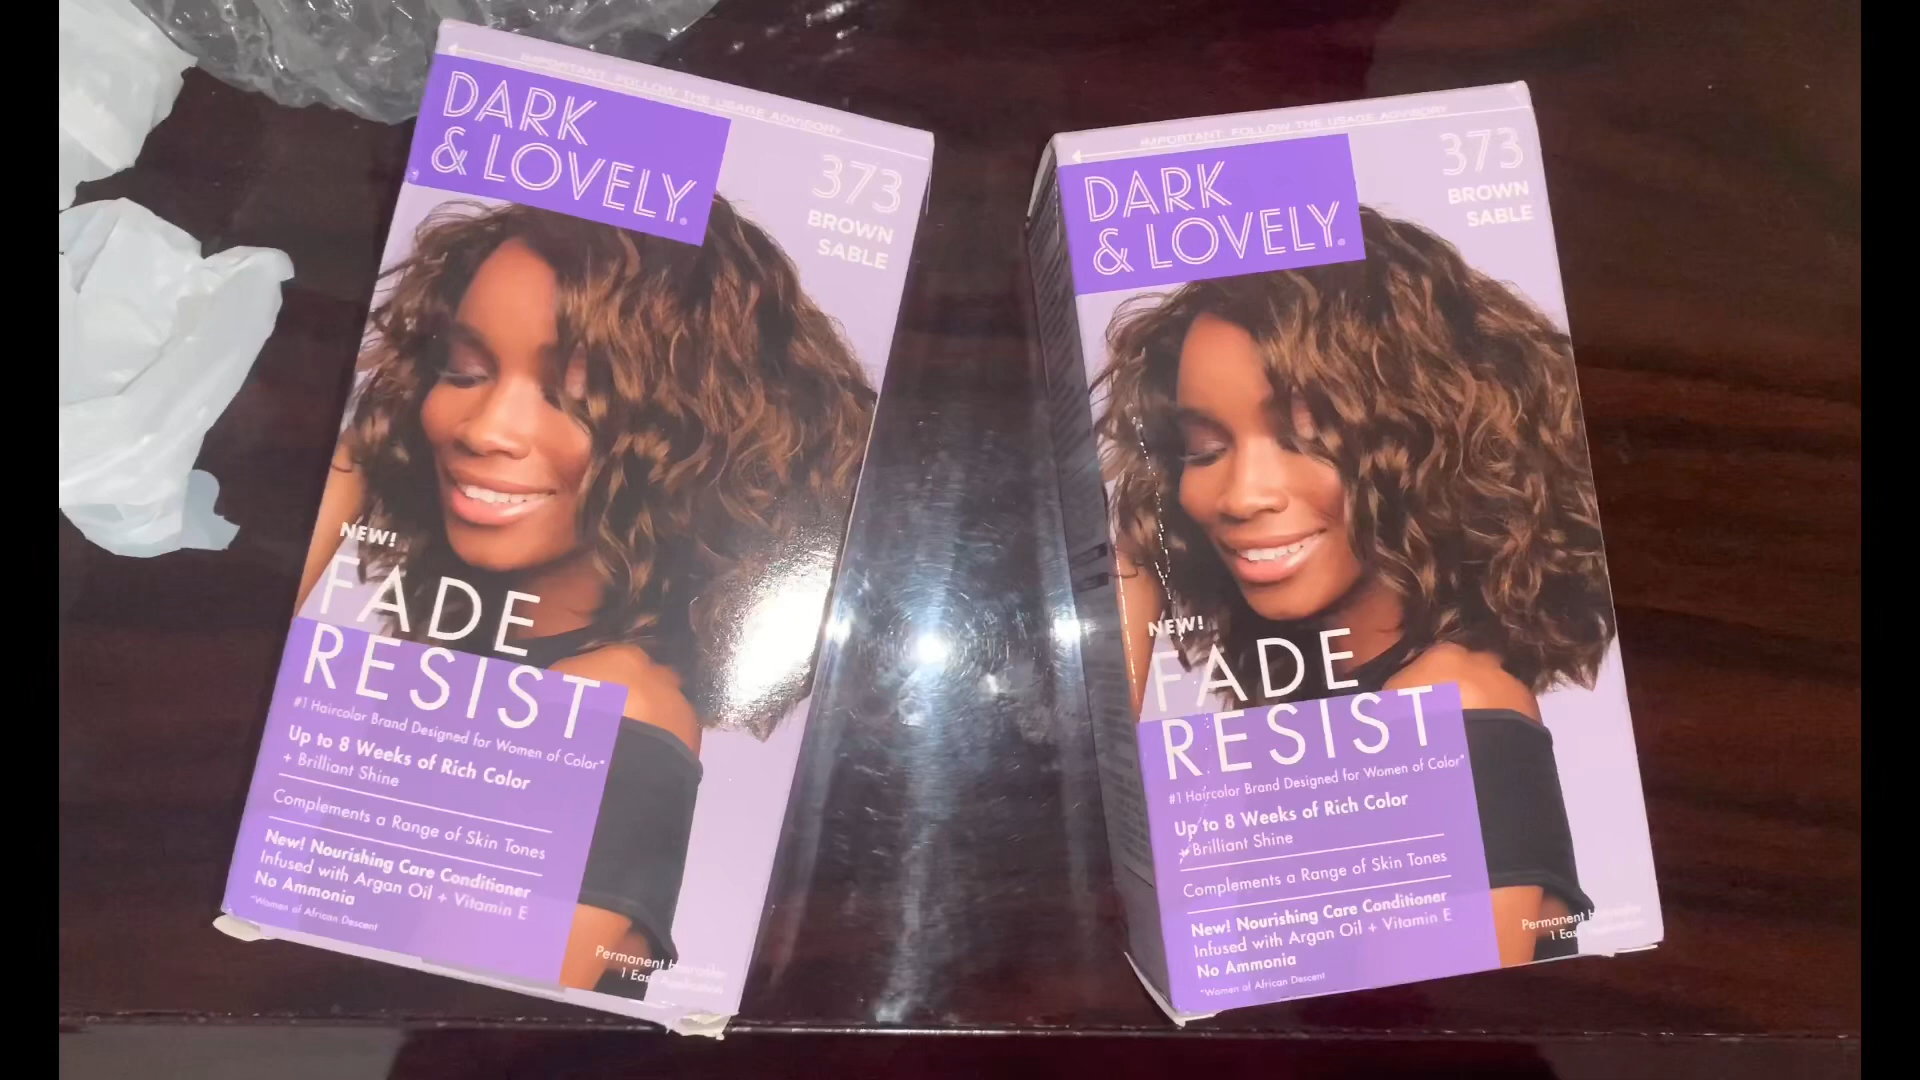 IMPORTANT: FOLLOW THE USAGE ADVISORY
DARK
& LOVELY®
373
BROWN
SABLE
NEW!
FADE
RESIST
#1 Haircolor Brand Designed for Women of Color*
Up to 8 Weeks of Rich Color
+ Brilliant Shine
Complements a Range of Skin Tones
New! Nourishing Care Conditioner
Infused with Argan Oil + Vitamin E
No Ammonia
*Women of African Descent
Permanent Haircolor
1 Easy Application
IMPORTANT: FOLLOW THE USAGE ADVISORY
DARK
& LOVELY®
373
BROWN
SABLE
NEW!
FADE
RESIST
#1 Haircolor Brand Designed for Women of Color*
Up to 8 Weeks of Rich Color
+ Brilliant Shine
Complements a Range of Skin Tones
New! Nourishing Care Conditioner
Infused with Argan Oil + Vitamin E
No Ammonia
*Women of African Descent
Permanent Haircolor
1 Easy Application